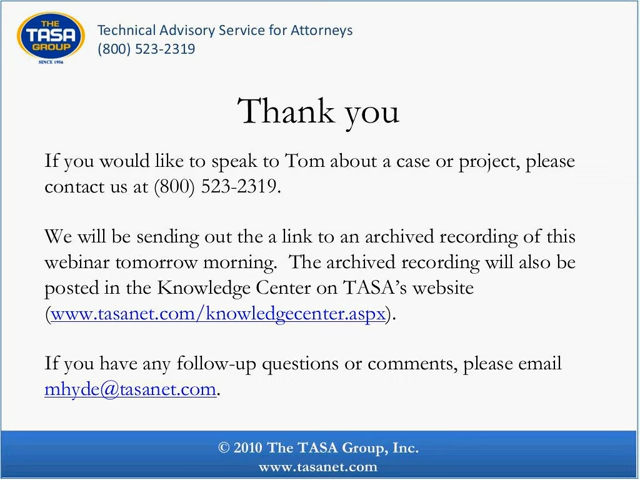 THE
TASA
GROUP
SINCE 1956
Technical Advisory Service for Attorneys
(800) 523-2319
Thank you
If you would like to speak to Tom about a case or project, please
contact us at (800) 523-2319.
We will be sending out the a link to an archived recording of this
webinar tomorrow morning.  The archived recording will also be
posted in the Knowledge Center on TASA’s website
(www.tasanet.com/knowledgecenter.aspx).
If you have any follow-up questions or comments, please email
mhyde@tasanet.com.
© 2010 The TASA Group, Inc.
www.tasanet.com